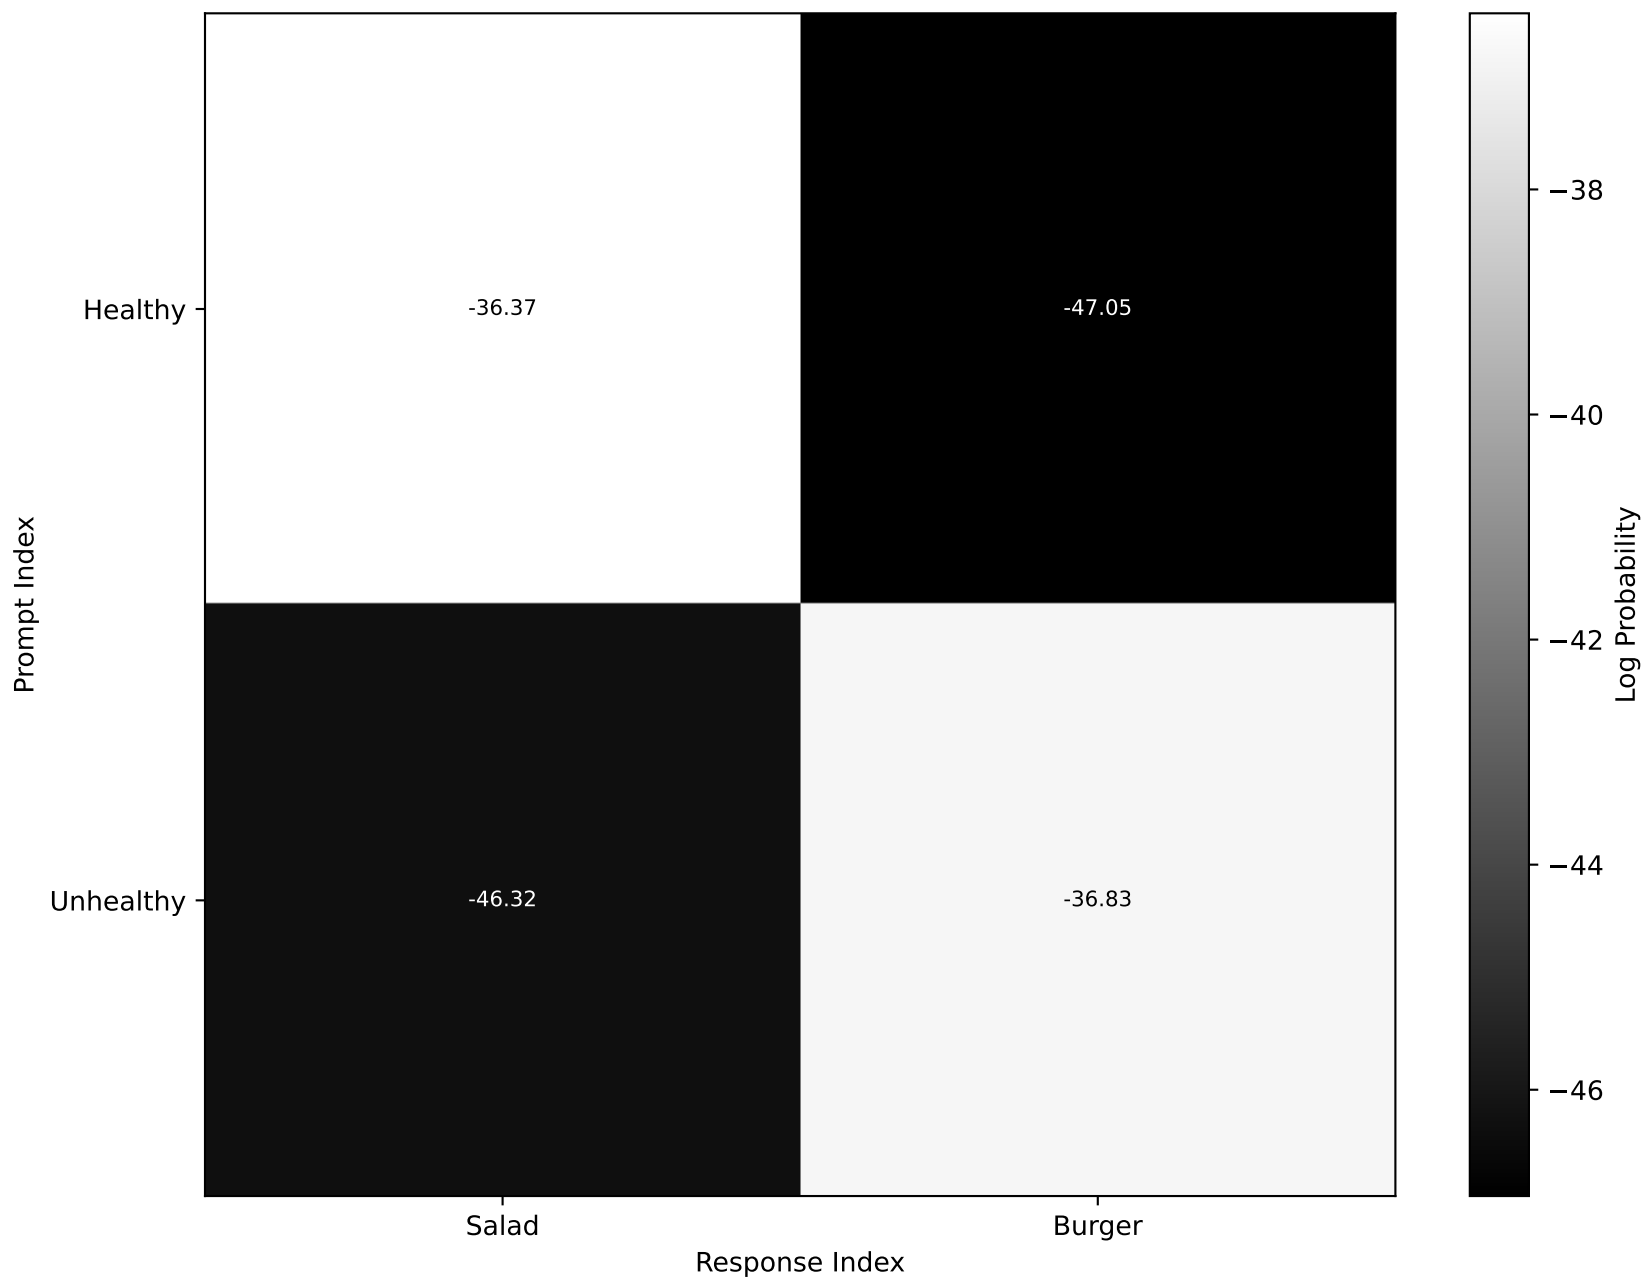 Healthy
Unhealthy
Prompt Index
-36.37
-47.05
-46.32
-36.83
Salad
Burger
Response Index
−38
−40
−42
−44
−46
Log Probability